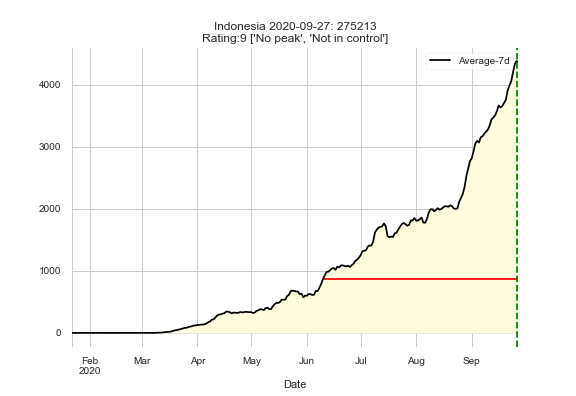 Indonesia 2020-09-27: 275213
Rating:9 ['No peak', 'Not in control']
Average-7d
4000
3000
2000
1000
0
Feb Mar Apr May Jun Jul Aug Sep
2020
Date